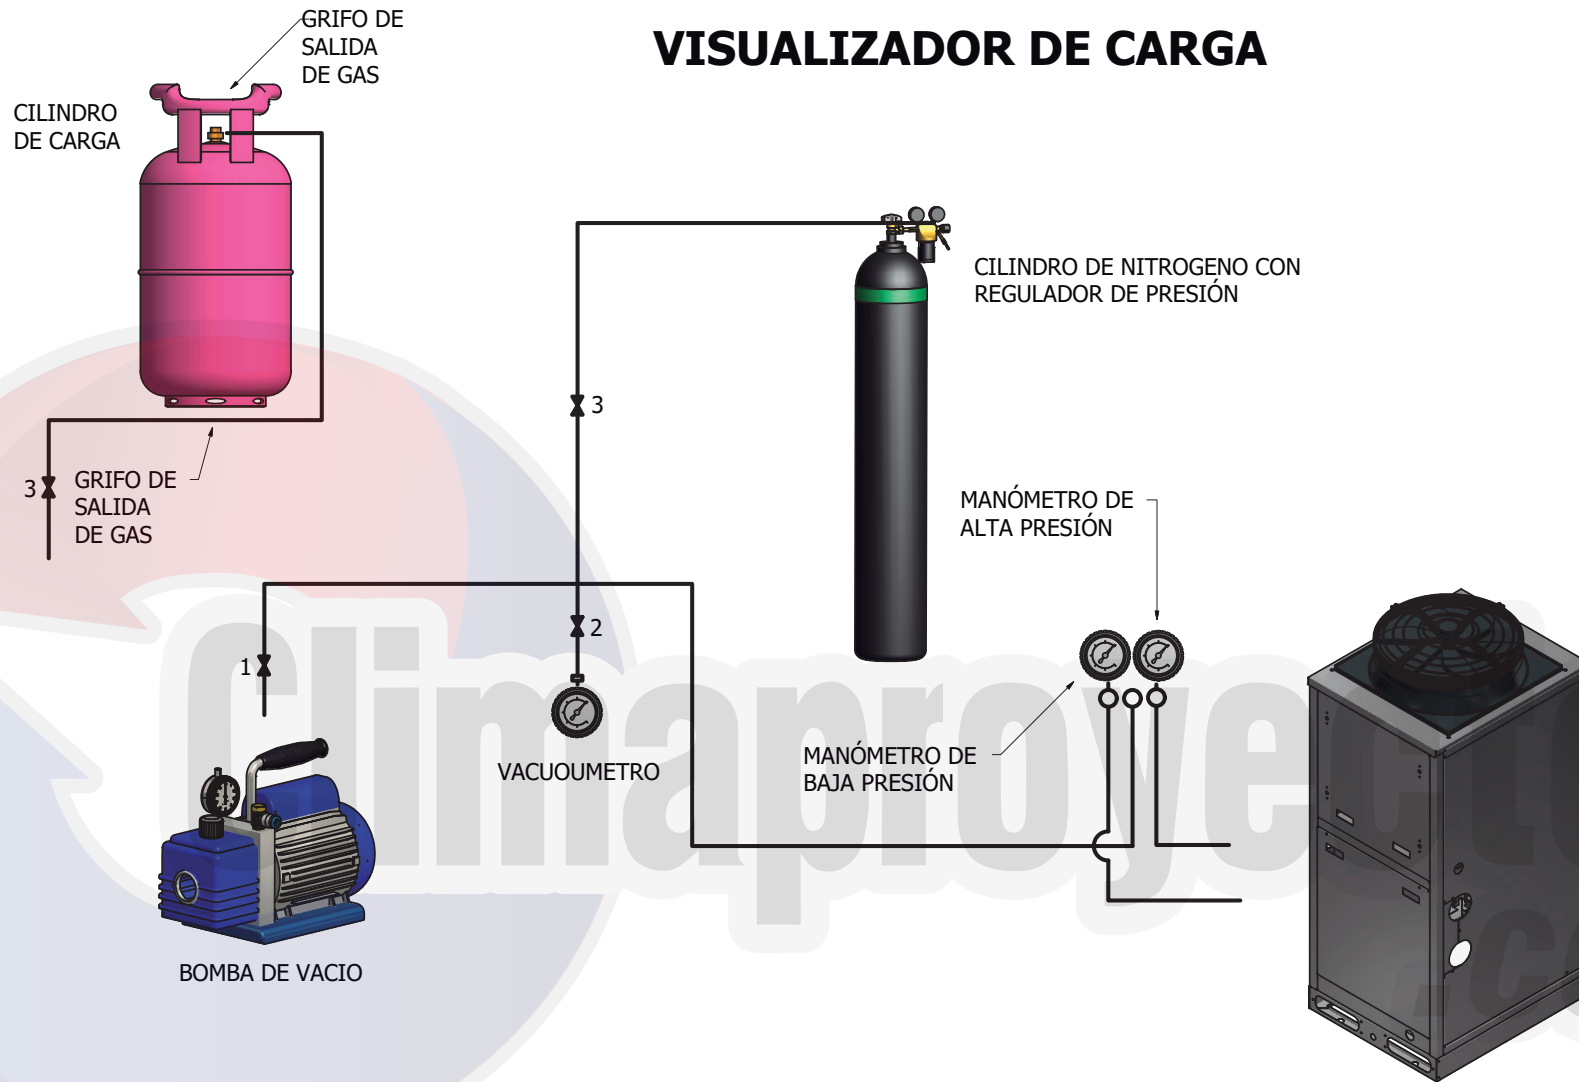 VISUALIZADOR DE CARGA
GRIFO DE
SALIDA
DE GAS
CILINDRO
DE CARGA
CILINDRO DE NITROGENO CON
REGULADOR DE PRESIÓN
3
3
GRIFO DE
SALIDA
DE GAS
MANÓMETRO DE
ALTA PRESIÓN
2
1
MANÓMETRO DE
BAJA PRESIÓN
VACUOUMETRO
BOMBA DE VACIO
Climaproyecto
.co